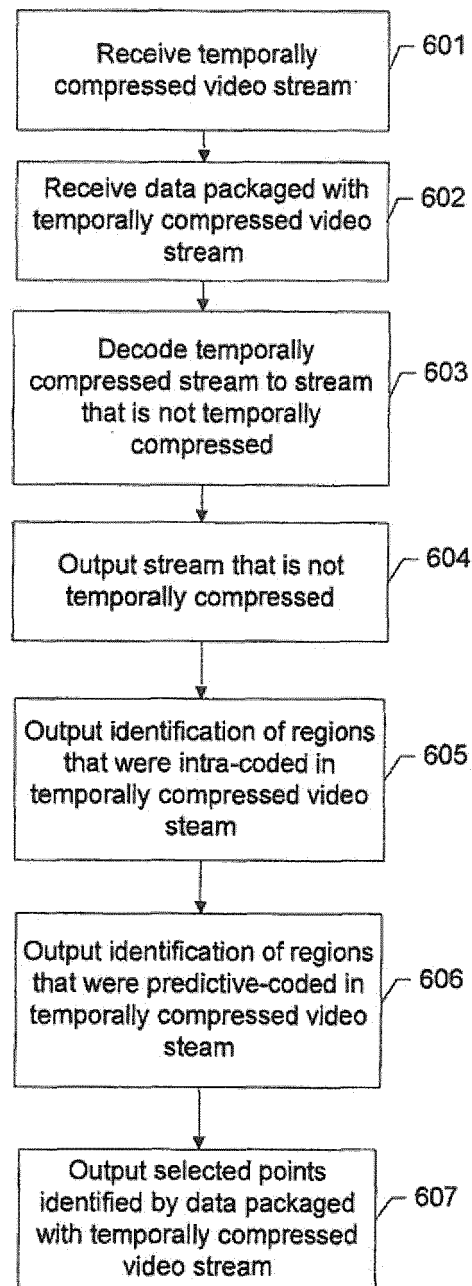 Receive temporally
compressed video stream
601
Receive data packaged with
temporally compressed video
stream
602
Decode temporally
compressed stream to stream
that is not temporally
compressed
603
Output stream that is not
temporally compressed
604
Output identification of regions
that were intra-coded in
temporally compressed video
steam
605
Output identification of regions
that were predictive-coded in
temporally compressed video
steam
606
Output selected points
identified by data packaged
with temporally compressed
video stream
607